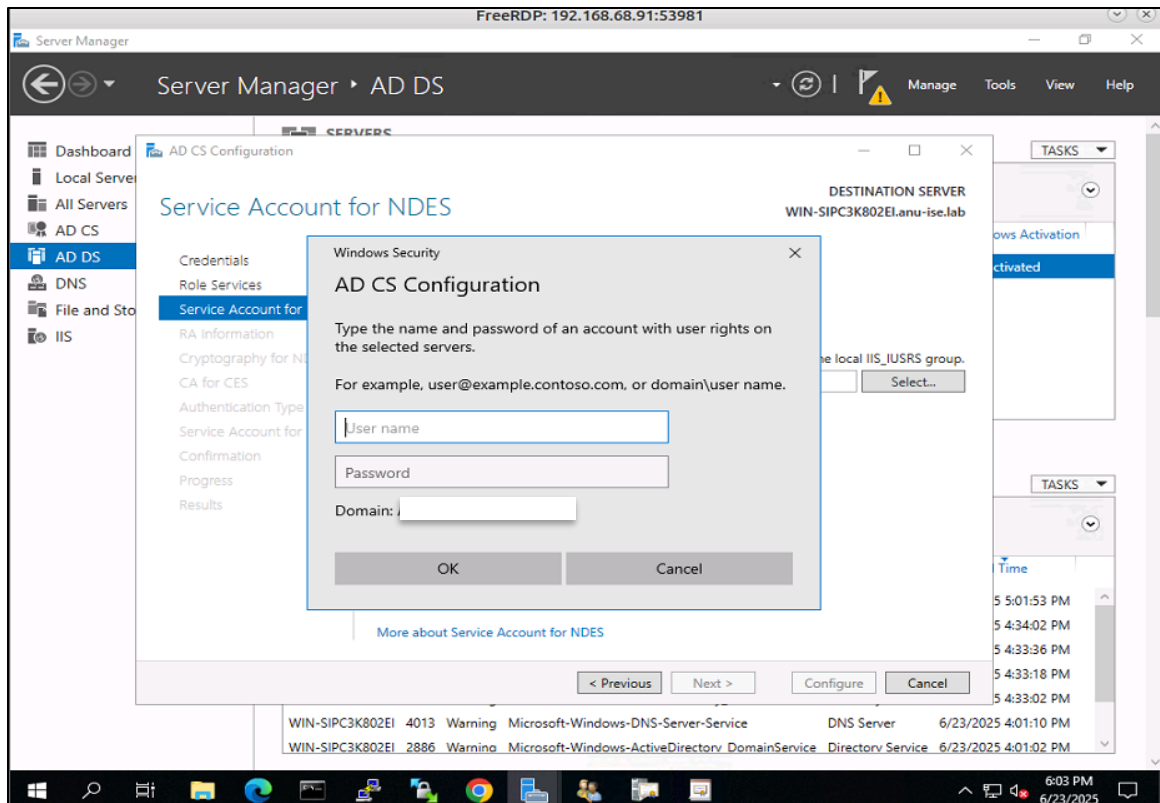 FreeRDP: 192.168.68.91:53981
Server Manager
Server Manager • AD DS
Manage Tools View Help
SERVERS
TASKS
Dashboard
Local Server
All Servers
AD CS
AD DS
DNS
File and Sto
IIS
ows Activation
ctivated
AD CS Configuration
Service Account for NDES
DESTINATION SERVER
WIN-SIPC3K802EI.anu-ise.lab
Credentials
Role Services
Service Account for
RA Information
Cryptography for ND
CA for CES
Authentication Type
Service Account for
Confirmation
Progress
Results
he local IIS_IUSRS group.
Select...
Windows Security
AD CS Configuration
Type the name and password of an account with user rights on
the selected servers.
For example, user@example.contoso.com, or domain\user name.
User name
Password
Domain:
OK Cancel
More about Service Account for NDES
< Previous Next > Configure Cancel
TASKS
Time
5 5:01:53 PM
5 4:34:02 PM
5 4:33:36 PM
5 4:33:18 PM
5 4:33:02 PM
WIN-SIPC3K802EI 4013 Warning Microsoft-Windows-DNS-Server-Service DNS Server 6/23/2025 4:01:10 PM
WIN-SIPC3K802EI 2886 Warning Microsoft-Windows-ActiveDirectory_DomainService Directory Service 6/23/2025 4:01:02 PM
6:03 PM
6/23/2025